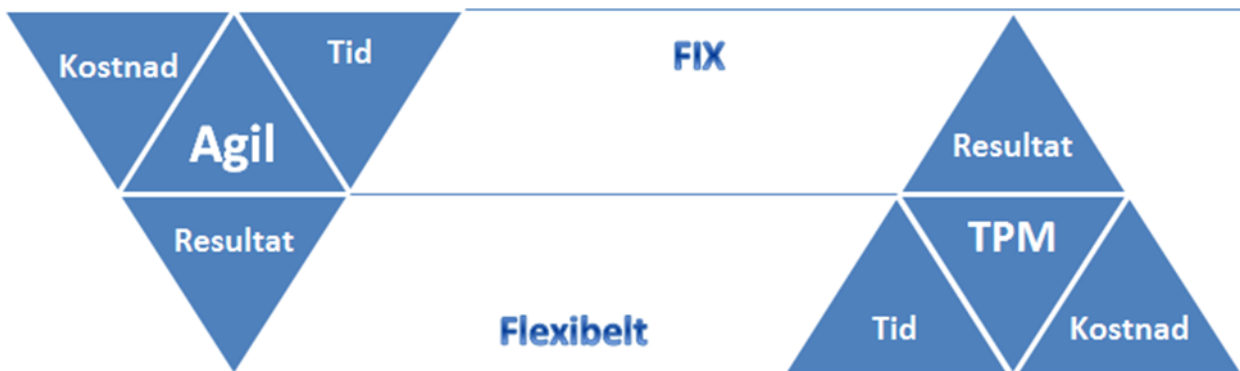 Kostnad
Agil
Tid
Resultat
FIX
Flexibelt
Resultat
TPM
Tid
Kostnad